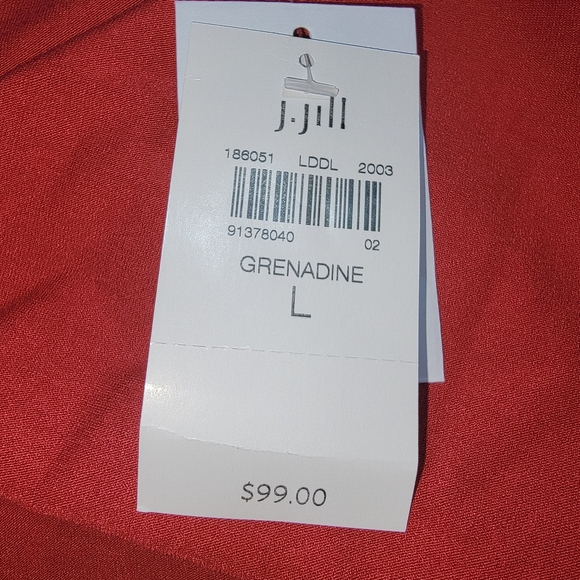 j.jill
186051 LDDL 2003
91378040 02
GRENADINE
L
$99.00